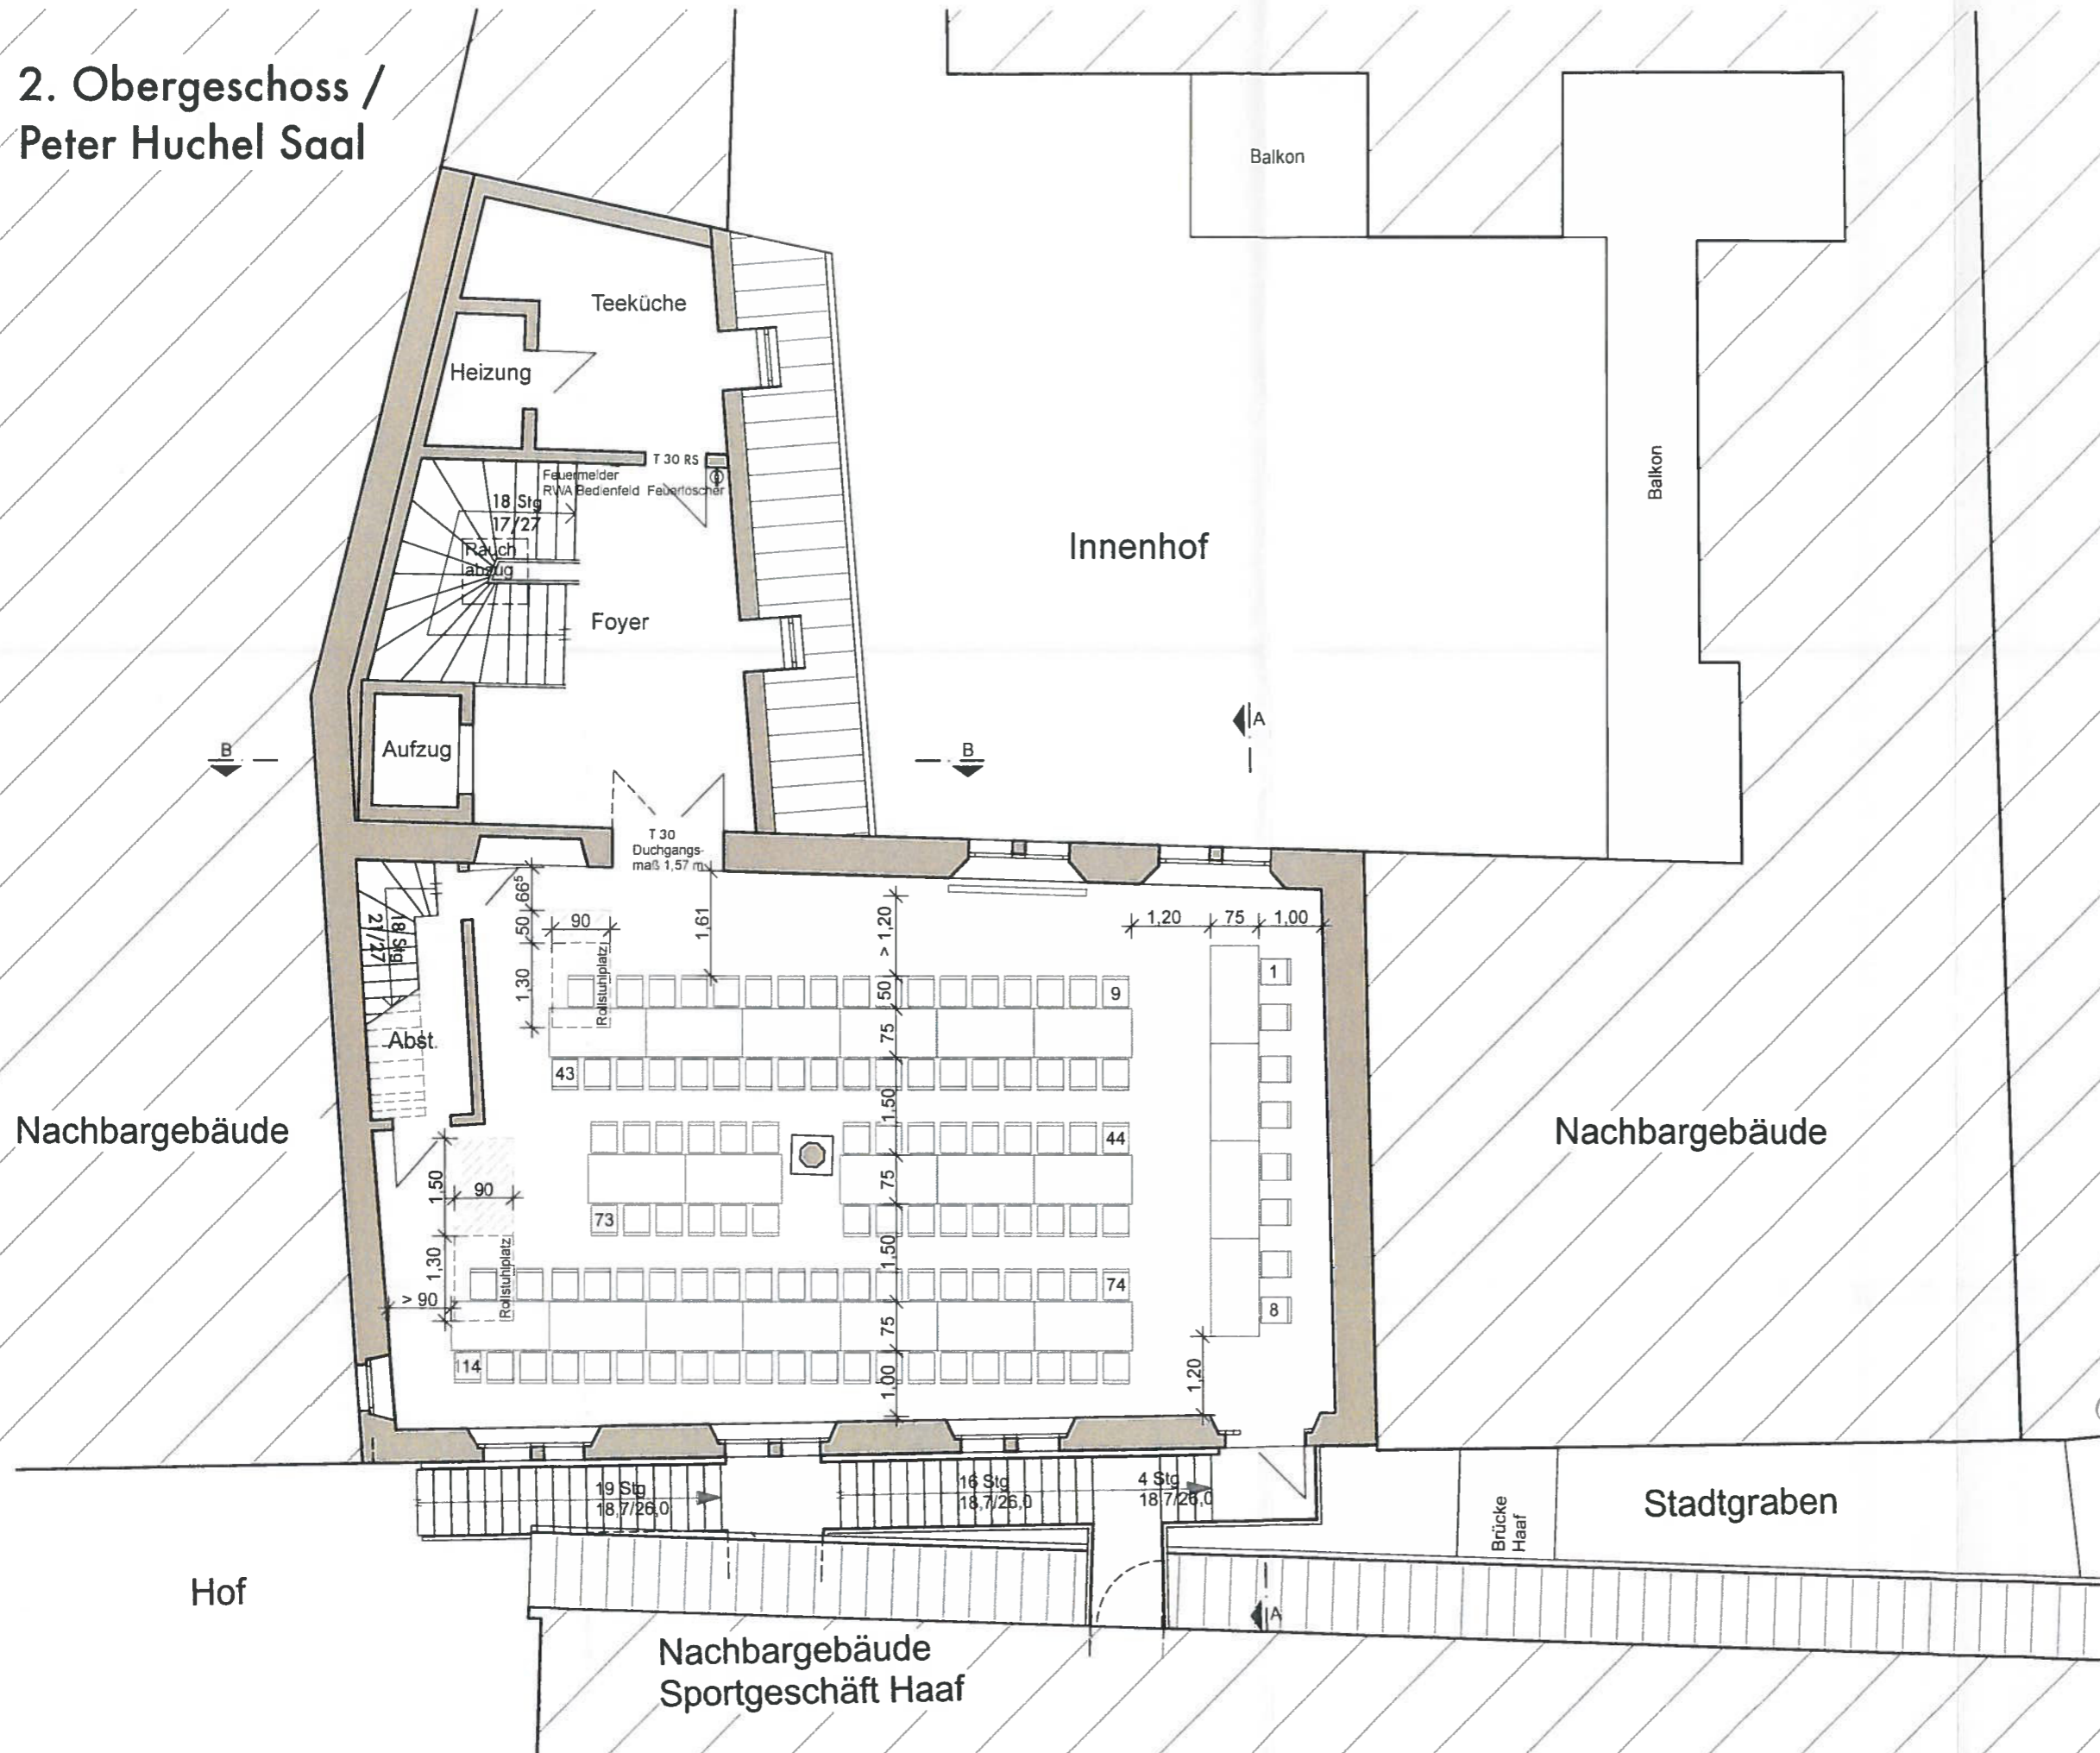 2. Obergeschoss /
Peter Huchel Saal
Balkon
Teeküche
Heizung
T 30 RS
Feuermelder
RWA Bedienfeld Feuerlöscher
18 Stg
17/27
Rauch
abzug
Balkon
Innenhof
Foyer
A
Aufzug
B
B
T 30
Duchgangs-
maß 1,57 m
66⁵
50
90
1,61
> 1,20
1,20
75
1,00
18 Stg
21/27
1,30
Rollstuhlplatz
1
50
9
75
Abst.
43
1,50
44
Nachbargebäude
Nachbargebäude
1,50
90
75
73
1,50
1,30
Rollstuhlplatz
74
> 90
8
75
114
1,00
1,20
19 Stg
18,7/26,0
16 Stg
18,7/26,0
4 Stg
18,7/26,0
Stadtgraben
Brücke
Haaf
Hof
A
Nachbargebäude
Sportgeschäft Haaf